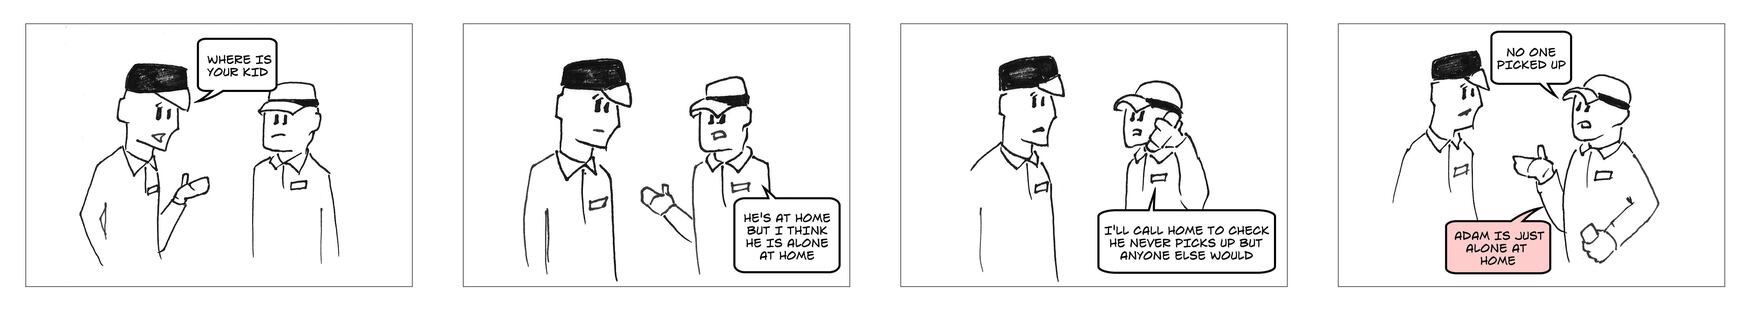 WHERE IS
YOUR KID
HE'S AT HOME
BUT I THINK
HE IS ALONE
AT HOME
I'LL CALL HOME TO CHECK
HE NEVER PICKS UP BUT
ANYONE ELSE WOULD
NO ONE
PICKED UP
ADAM IS JUST
ALONE AT
HOME